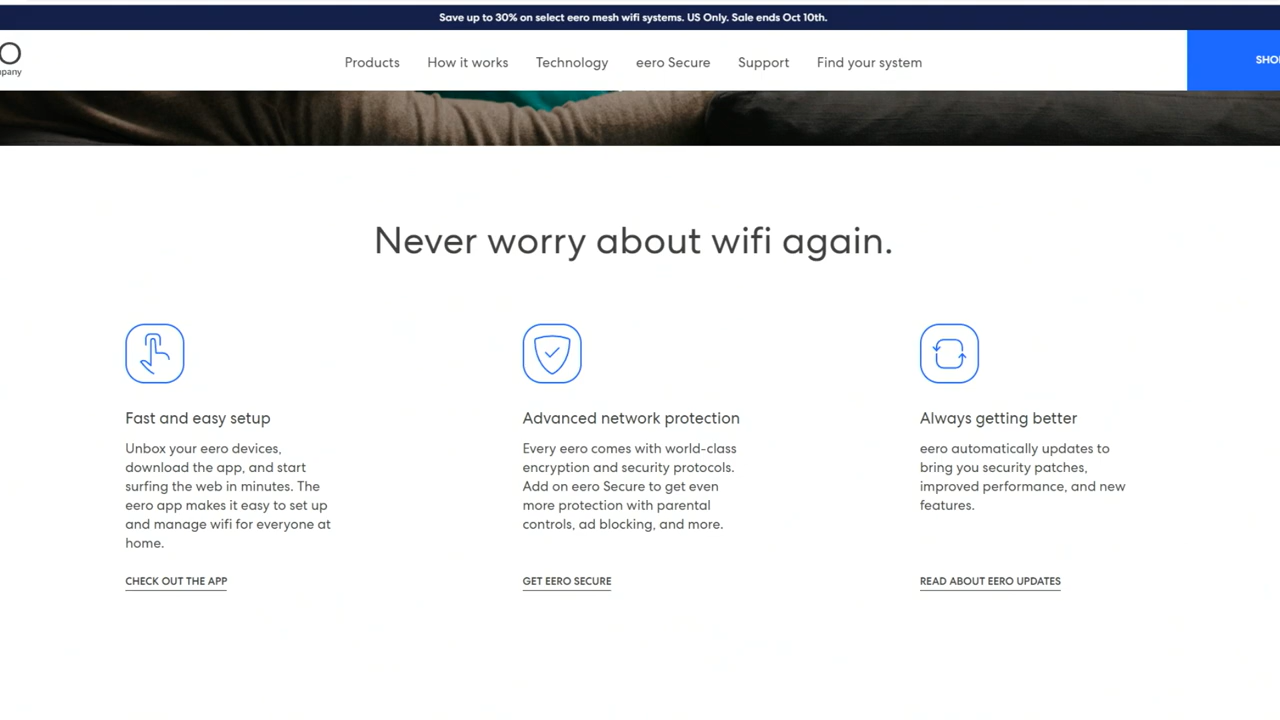 Save up to 30% on select eero mesh wifi systems. US Only. Sale ends Oct 10th.
Products How it works Technology eero Secure Support Find your system
Never worry about wifi again.
Fast and easy setup
Unbox your eero devices,
download the app, and start
surfing the web in minutes. The
eero app makes it easy to set up
and manage wifi for everyone at
home.
CHECK OUT THE APP
Advanced network protection
Every eero comes with world-class
encryption and security protocols.
Add on eero Secure to get even
more protection with parental
controls, ad blocking, and more.
GET EERO SECURE
Always getting better
eero automatically updates to
bring you security patches,
improved performance, and new
features.
READ ABOUT EERO UPDATES